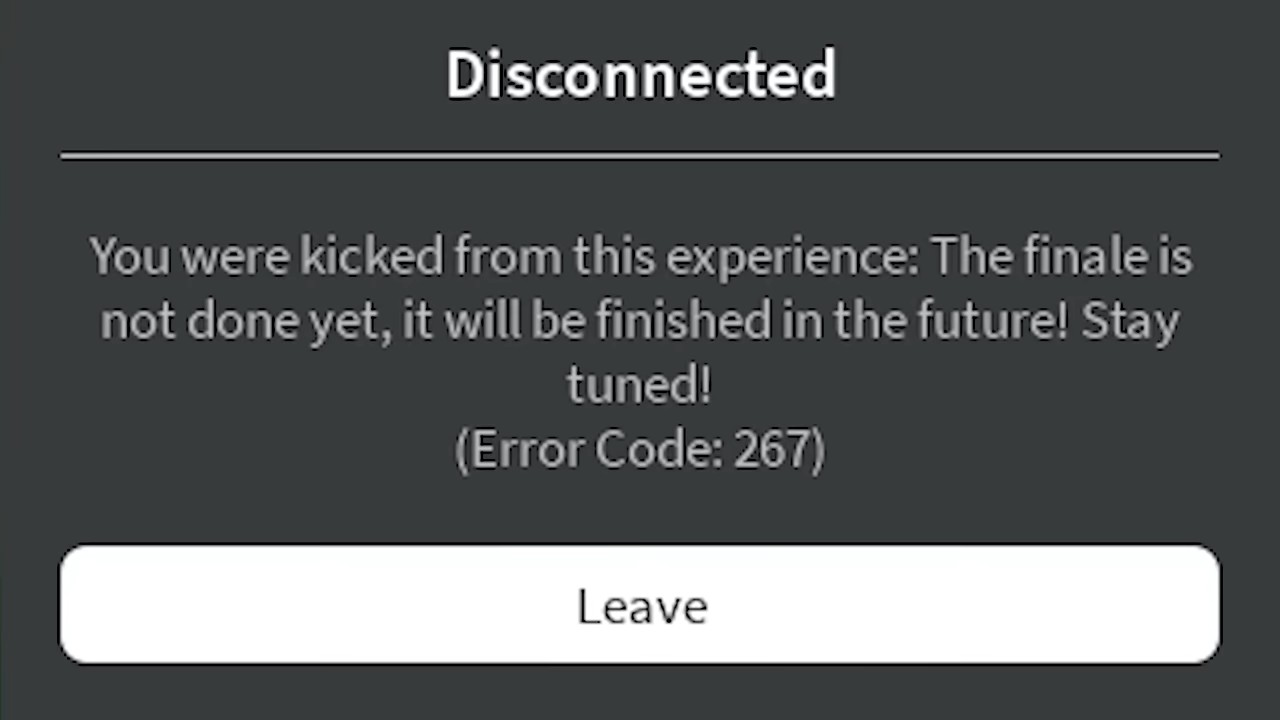 Disconnected
You were kicked from this experience: The finale is
not done yet, it will be finished in the future! Stay
tuned!
(Error Code: 267)
Leave